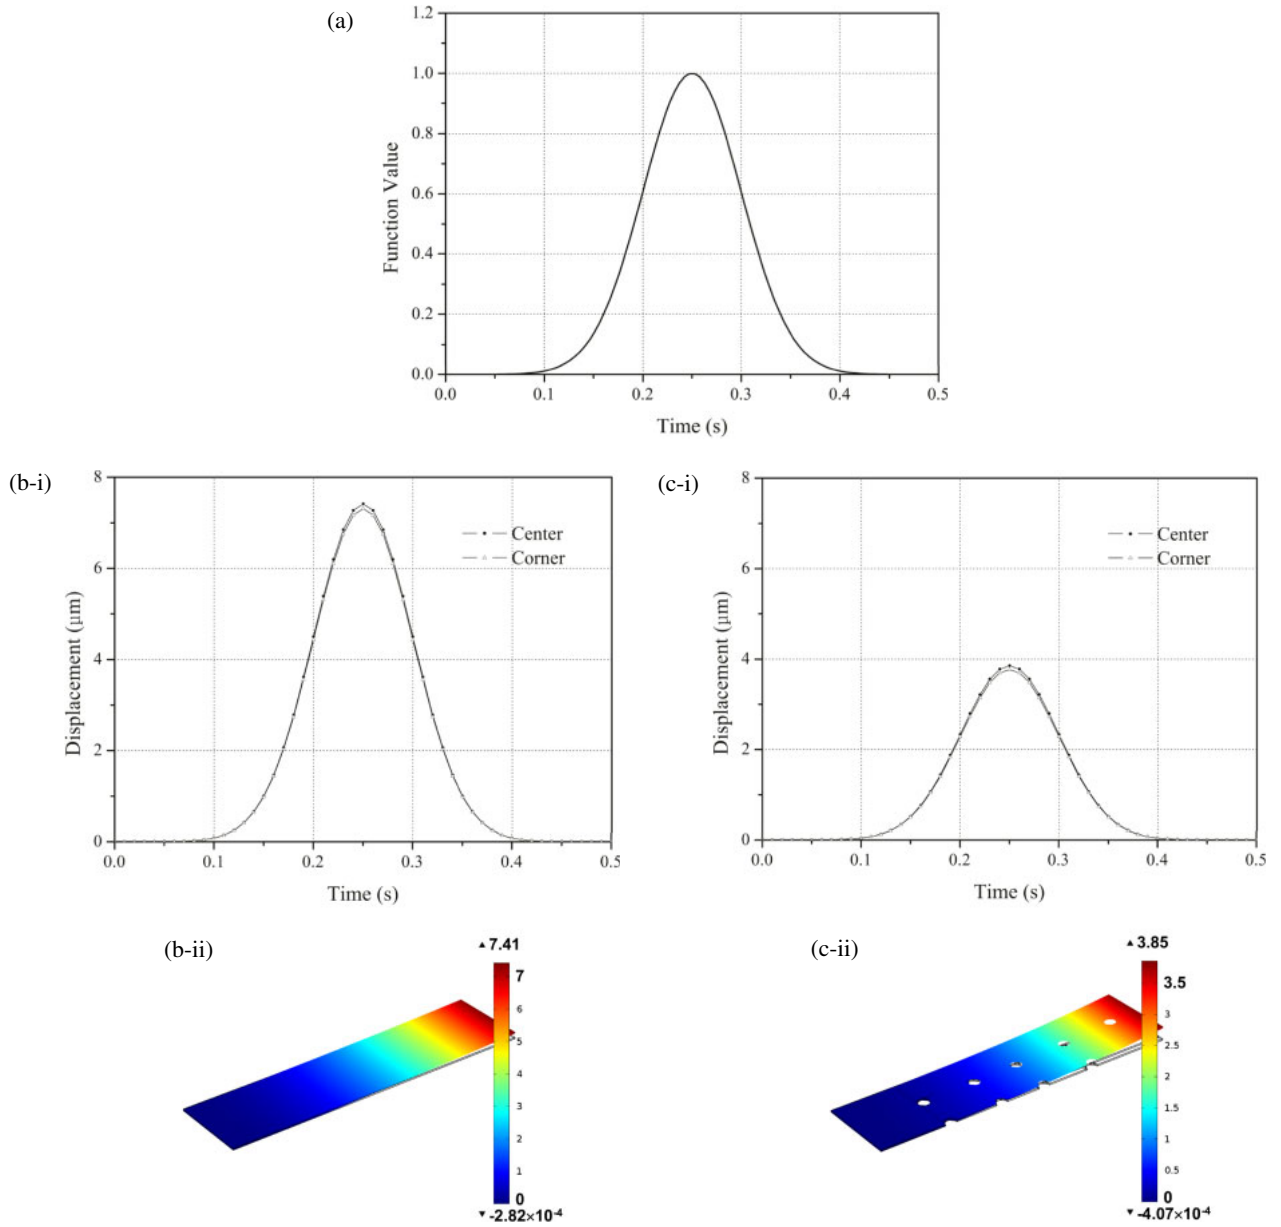 (a)
1.2
1.0
0.8
0.6
0.4
0.2
0.0
Function Value
0.0 0.1 0.2 0.3 0.4 0.5
Time (s)
(b-i)
8
6
4
2
0
Displacement (μm)
Center
Corner
0.0 0.1 0.2 0.3 0.4 0.5
Time (s)
(c-i)
8
6
4
2
0
Displacement (μm)
Center
Corner
0.0 0.1 0.2 0.3 0.4 0.5
Time (s)
(b-ii)
▲ 7.41
7
6
5
4
3
2
1
0
▼ -2.82×10⁻⁴
(c-ii)
▲ 3.85
3.5
3
2.5
2
1.5
1
0.5
0
▼ -4.07×10⁻⁴